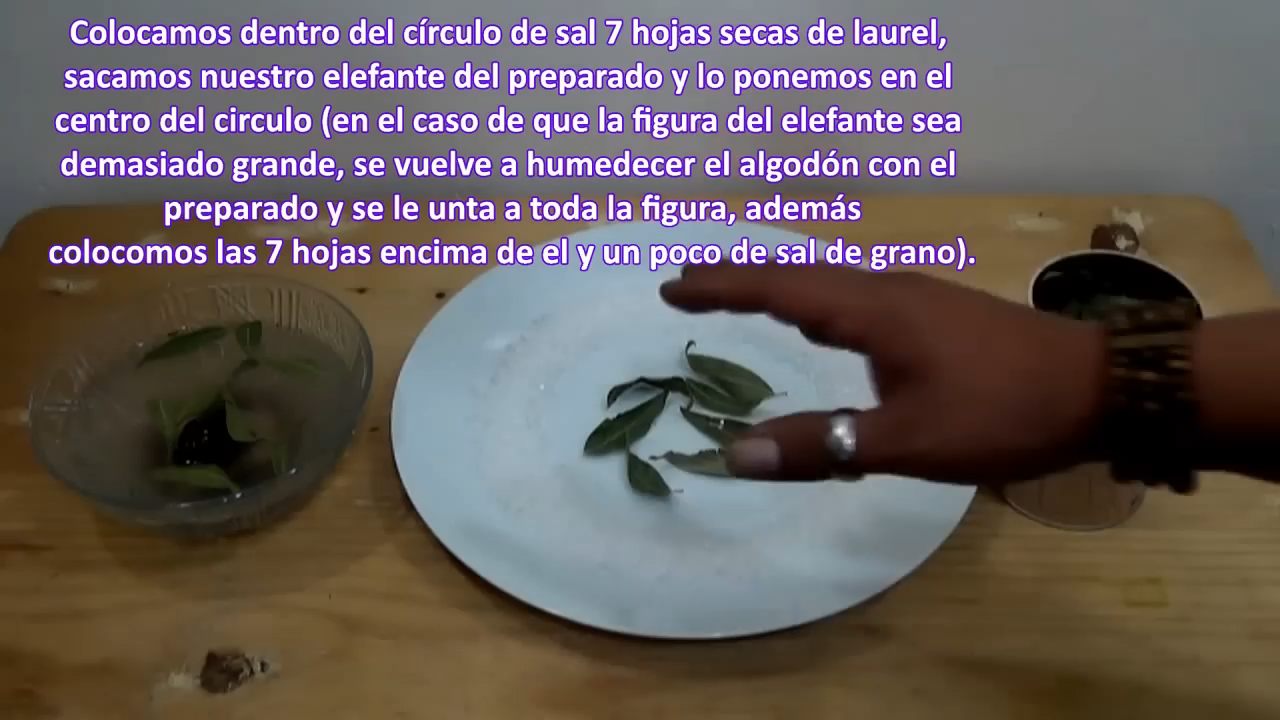 Colocamos dentro del círculo de sal 7 hojas secas de laurel,
sacamos nuestro elefante del preparado y lo ponemos en el
centro del circulo (en el caso de que la figura del elefante sea
demasiado grande, se vuelve a humedecer el algodón con el
preparado y se le unta a toda la figura, además
colocomos las 7 hojas encima de el y un poco de sal de grano).